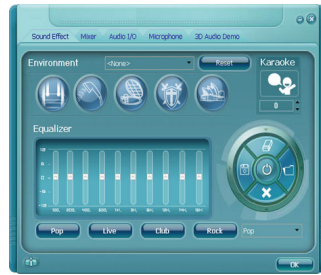 Sound Effect Mixer Audio I/O Microphone 3D Audio Demo
Environment <None> Reset Karaoke
0
Equalizer
Pop Live Club Rock Pop
OK